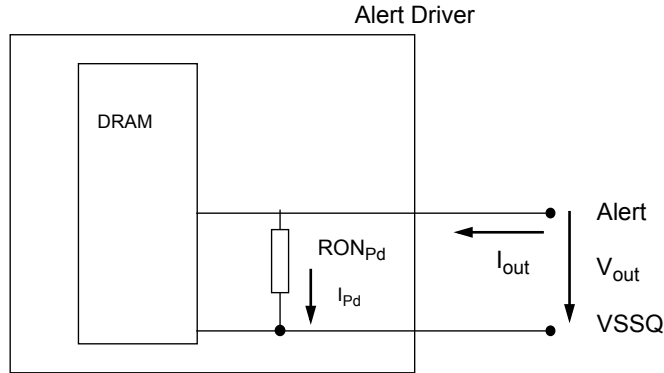 Alert Driver
DRAM
Alert
RON_Pd
I_out
V_out
I_Pd
VSSQ